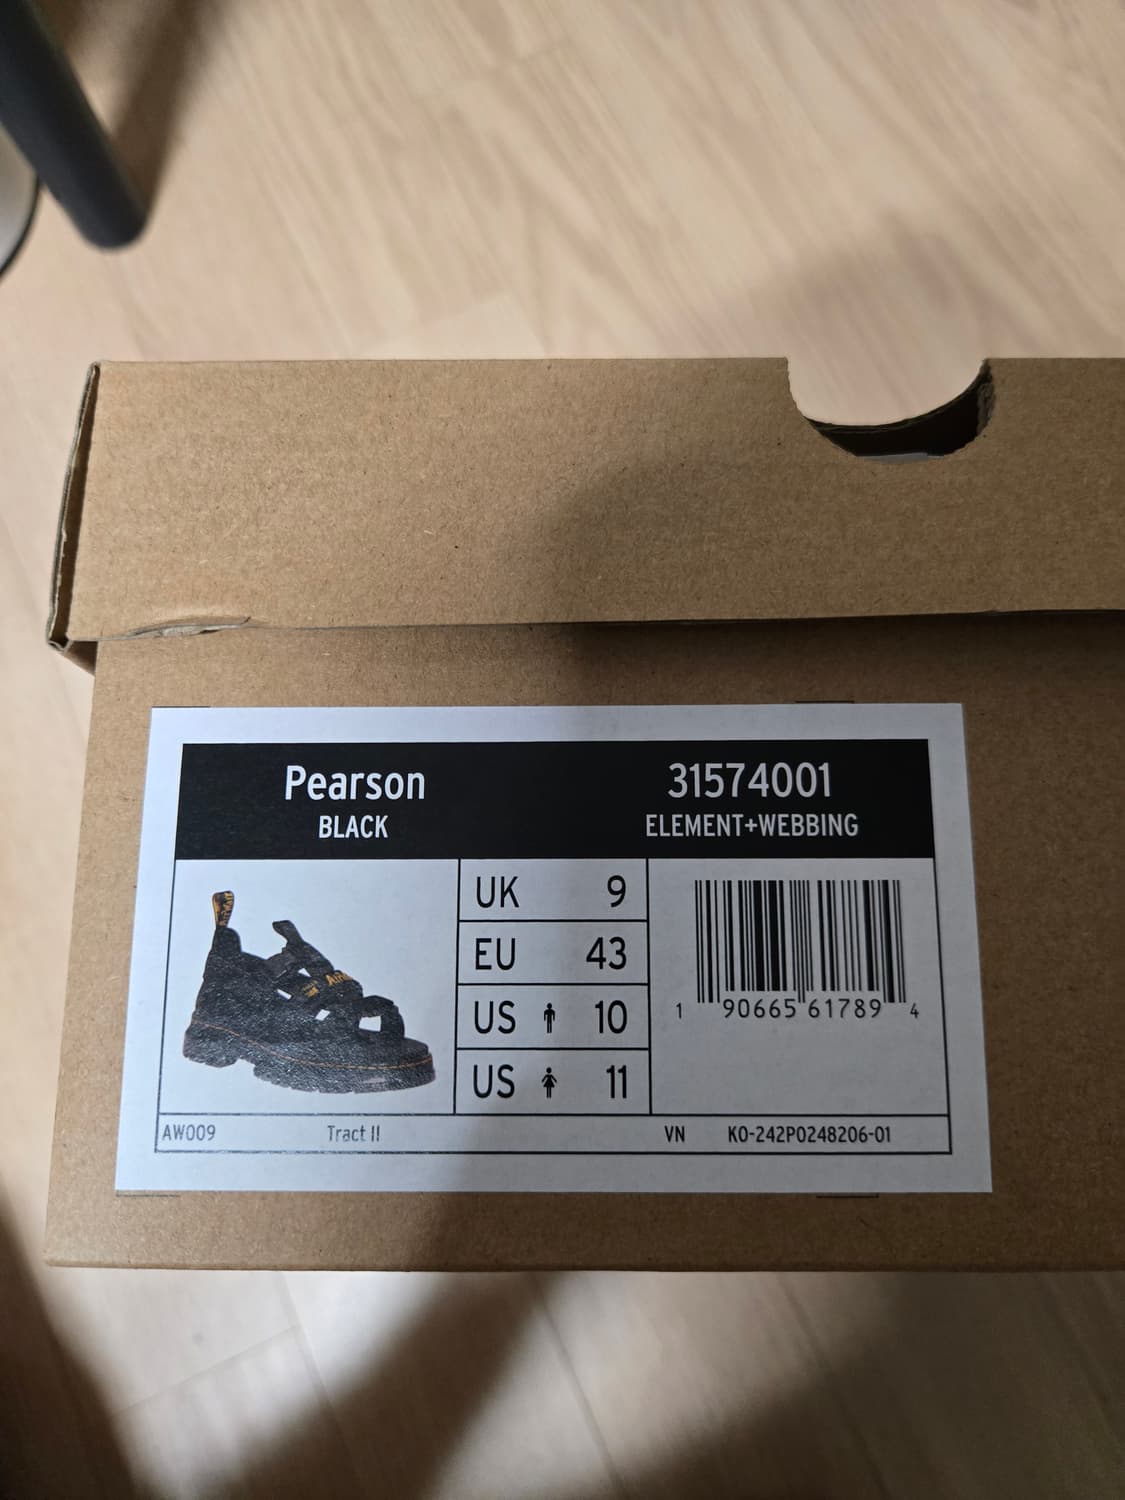 Pearson
BLACK
31574001
ELEMENT+WEBBING
UK 9
EU 43
US 10
US 11
1 90665 61789 4
AW009 Tract II VN KO-242P0248206-01